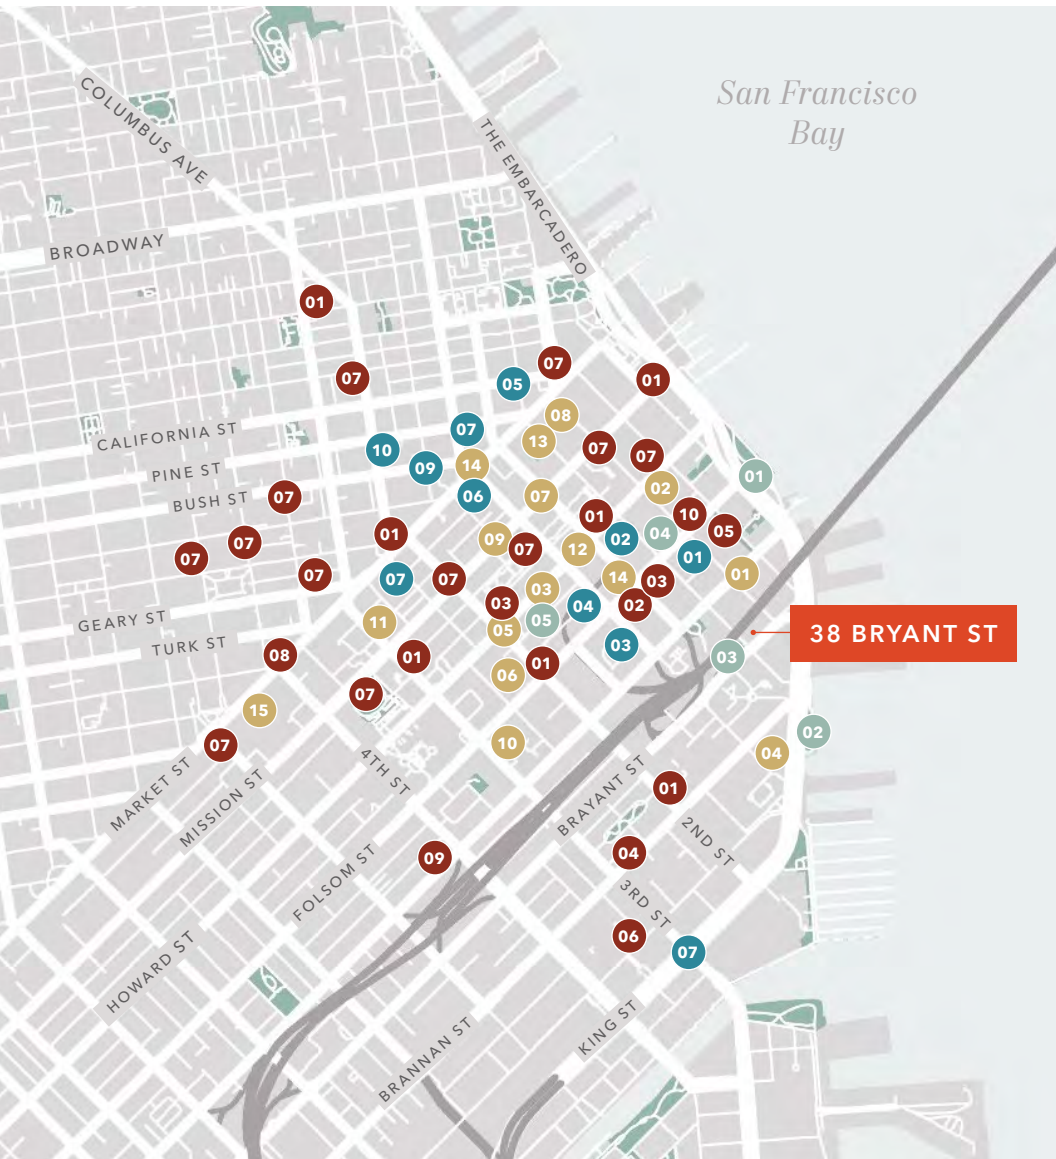 San Francisco
Bay
COLUMBUS AVE
THE EMBARCADERO
BROADWAY
01
07
07
05
01
08
CALIFORNIA ST
07
13
10
07
07
PINE ST
09
14
01
BUSH ST
07
06
07
02
01
10
05
07
01
09
07
12
02
04
01
07
07
07
07
14
03
01
03
03
04
02
GEARY ST
11
05
05
38 BRYANT ST
TURK ST
08
01
01
03
03
06
07
15
07
10
02
04
MARKET ST
MISSION ST
4TH ST
BRAYANT ST
01
2ND ST
09
04
FOLSOM ST
3RD ST
06
07
HOWARD ST
KING ST
BRANNAN ST